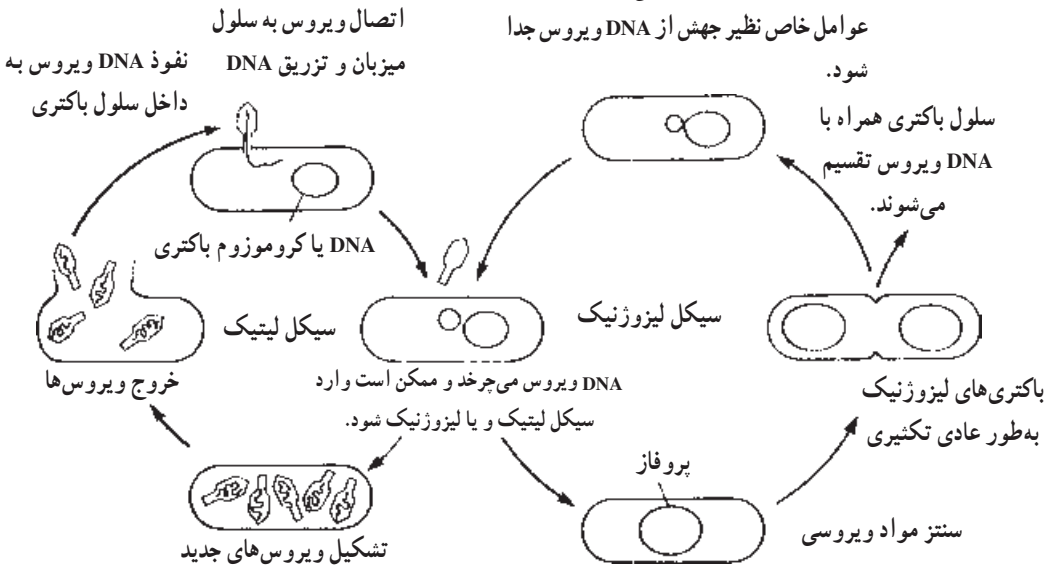 عوامل خاص نظیر جهش از DNA ویروس جدا
شود.
اتصال ویروس به سلول
میزبان و تزریق DNA
نفوذ DNA ویروس به
داخل سلول باکتری
سلول باکتری همراه با
DNA ویروس تقسیم
می‌شوند.
DNA یا کروموزوم باکتری
سیکل لیزوژنیک
سیکل لیتیک
خروج ویروس‌ها
DNA ویروس می‌چرخد و ممکن است وارد
سیکل لیتیک و یا لیزوژنیک شود.
باکتری‌های لیزوژنیک
به‌طور عادی تکثیری
پروفاز
سنتز مواد ویروسی
تشکیل ویروس‌های جدید